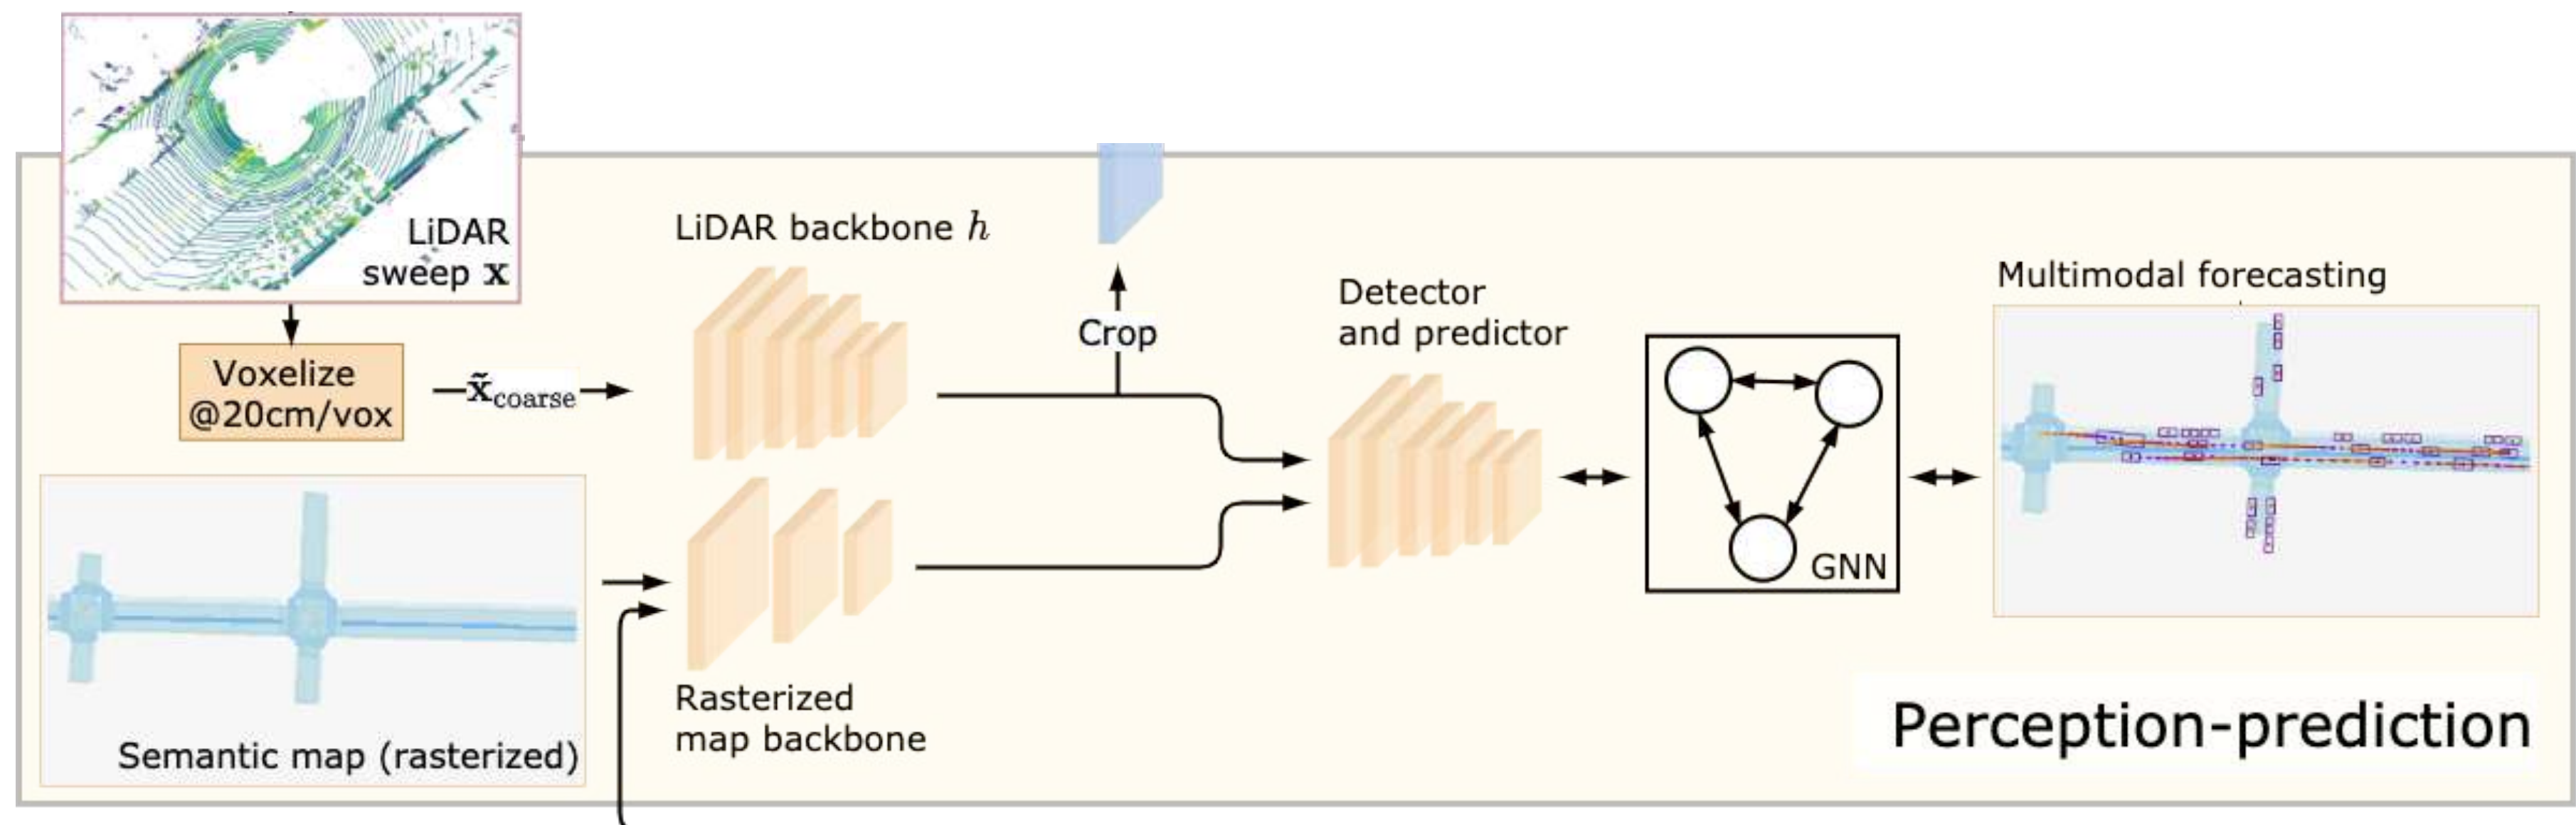 LiDAR
sweep x
Voxelize
@20cm/vox
x̃coarse
LiDAR backbone h
Crop
Detector
and predictor
Multimodal forecasting
GNN
Semantic map (rasterized)
Rasterized
map backbone
Perception-prediction